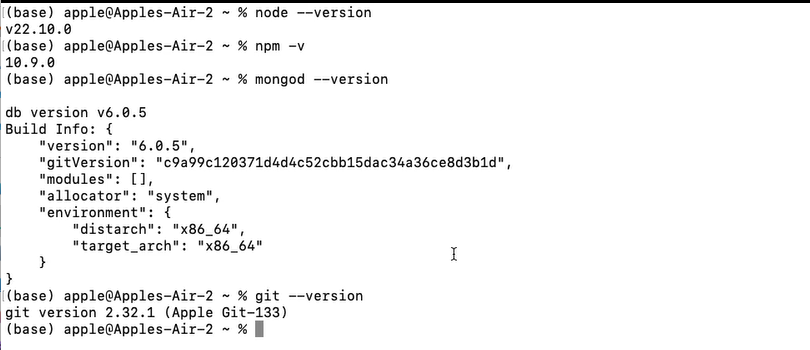 (base) apple@Apples-Air-2 ~ % node --version
v22.10.0
(base) apple@Apples-Air-2 ~ % npm -v
10.9.0
(base) apple@Apples-Air-2 ~ % mongod --version
db version v6.0.5
Build Info: {
    "version": "6.0.5",
    "gitVersion": "c9a99c120371d4d4c52cbb15dac34a36ce8d3b1d",
    "modules": [],
    "allocator": "system",
    "environment": {
        "distarch": "x86_64",
        "target_arch": "x86_64"
    }
}
(base) apple@Apples-Air-2 ~ % git --version
git version 2.32.1 (Apple Git-133)
(base) apple@Apples-Air-2 ~ %